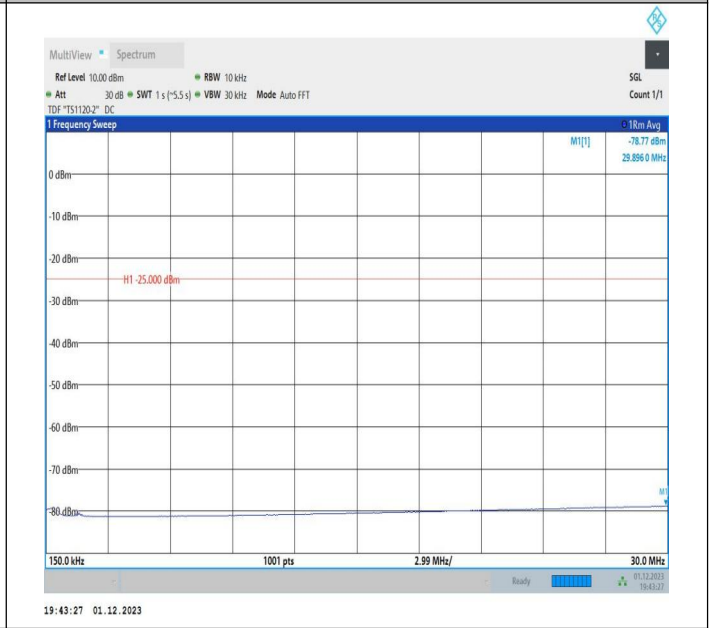 MultiView Spectrum
Ref Level 10.00 dBm RBW 10 kHz SGL
Att 30 dB SWT 1 s (~5.5 s) VBW 30 kHz Mode Auto FFT Count 1/1
TDF "TS1120-2" DC
1 Frequency Sweep 1Rm Avg
M1[1] -78.77 dBm
29.896 0 MHz
0 dBm
-10 dBm
-20 dBm
H1 -25.000 dBm
-30 dBm
-40 dBm
-50 dBm
-60 dBm
-70 dBm
M1
-80 dBm
150.0 kHz 1001 pts 2.99 MHz/ 30.0 MHz
Ready 01.12.2023
19:43:27
19:43:27 01.12.2023